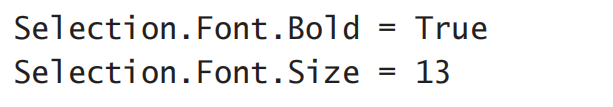 Selection.Font.Bold = True
Selection.Font.Size = 13